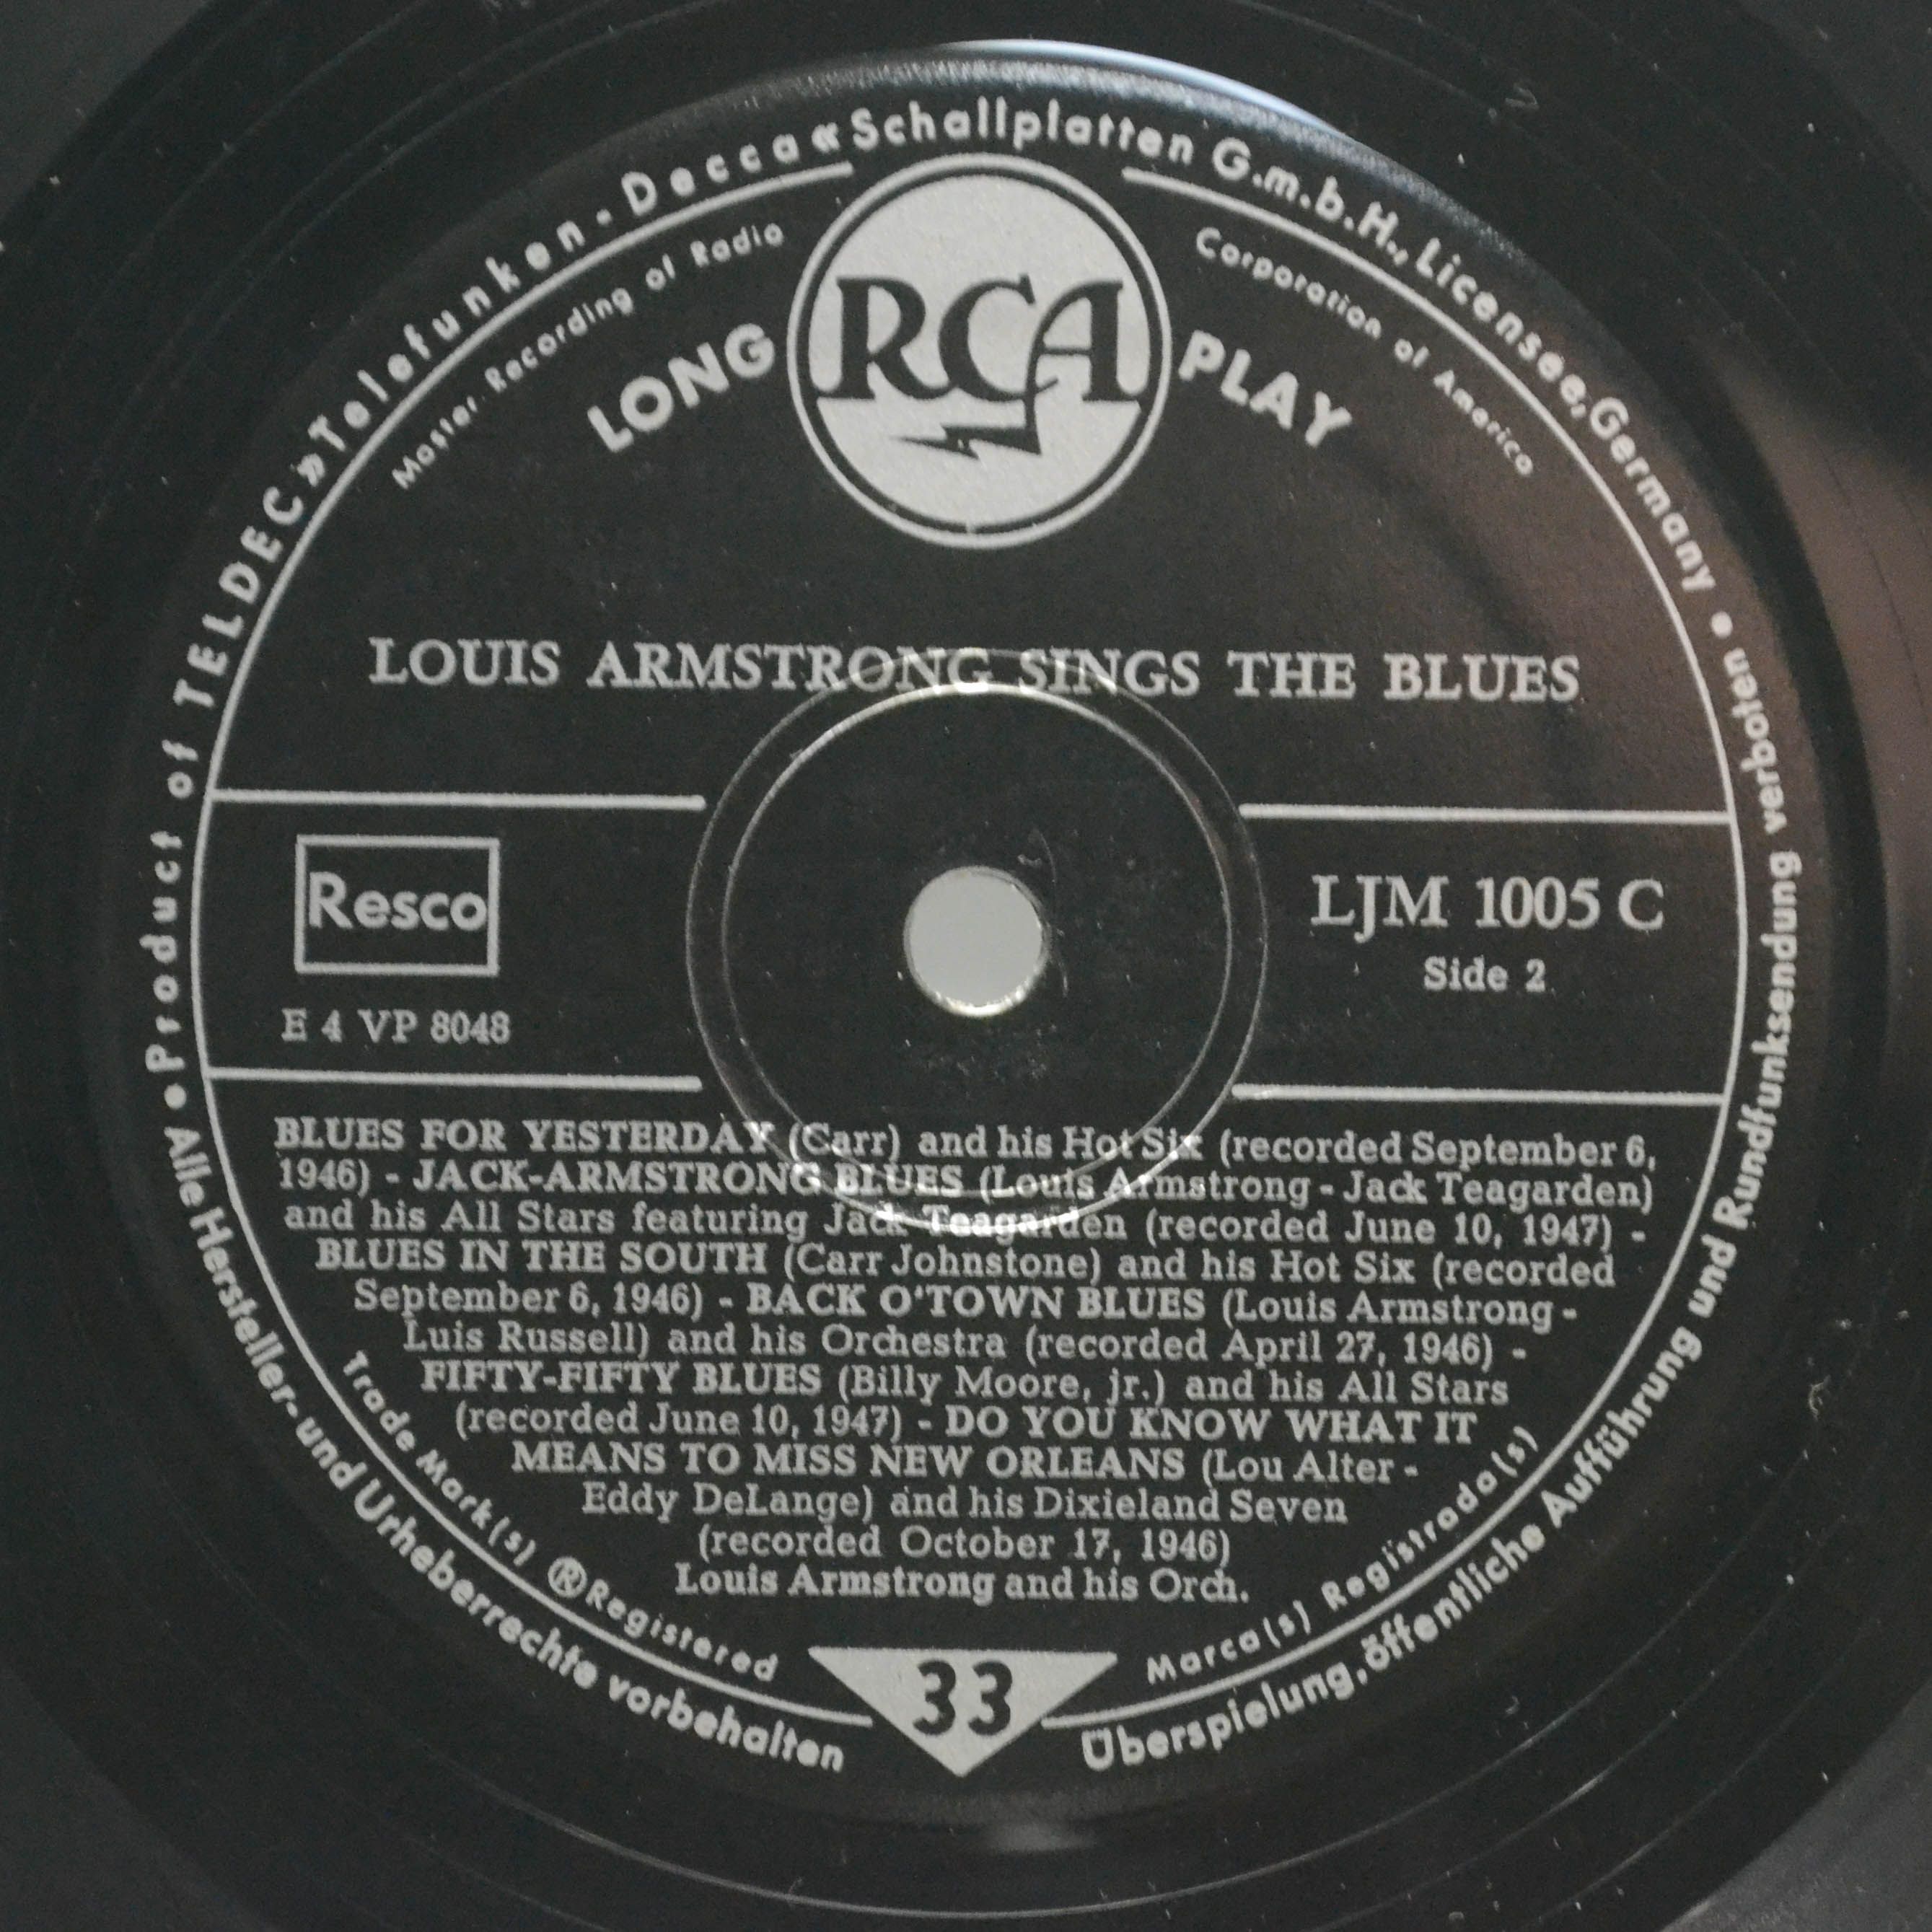 Product of TELDEC »Telefunken - Decca« Schallplatten G.m.b.H., Licensee, Germany •
Master Recording of Radio Corporation of America
LONG RCA PLAY
LOUIS ARMSTRONG SINGS THE BLUES
Resco
E 4 VP 8048
LJM 1005 C
Side 2
BLUES FOR YESTERDAY (Carr) and his Hot Six (recorded September 6,
1946) - JACK-ARMSTRONG BLUES (Louis Armstrong - Jack Teagarden)
and his All Stars featuring Jack Teagarden (recorded June 10, 1947) -
BLUES IN THE SOUTH (Carr Johnstone) and his Hot Six (recorded
September 6, 1946) - BACK O'TOWN BLUES (Louis Armstrong -
Luis Russell) and his Orchestra (recorded April 27, 1946) -
FIFTY-FIFTY BLUES (Billy Moore, jr.) and his All Stars
(recorded June 10, 1947) - DO YOU KNOW WHAT IT
MEANS TO MISS NEW ORLEANS (Lou Alter -
Eddy DeLange) and his Dixieland Seven
(recorded October 17, 1946)
Louis Armstrong and his Orch.
Trade Mark(s) ® Registered
Marca(s) Registrada(s)
33
• Alle Hersteller- und Urheberrechte vorbehalten
Überspielung, öffentliche Aufführung und Rundfunksendung verboten